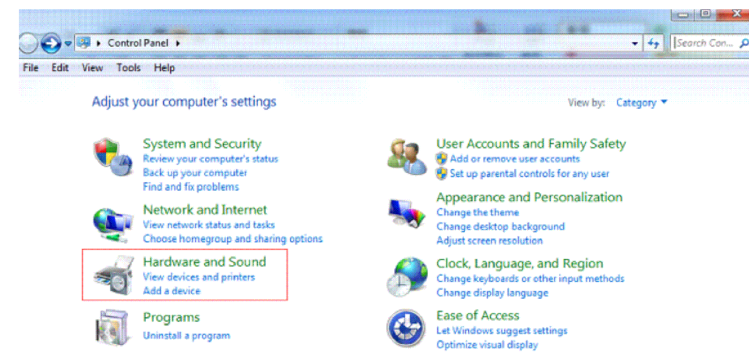 Control Panel
Search Con...
File Edit View Tools Help
Adjust your computer's settings
View by: Category
System and Security
Review your computer's status
Back up your computer
Find and fix problems
Network and Internet
View network status and tasks
Choose homegroup and sharing options
Hardware and Sound
View devices and printers
Add a device
Programs
Uninstall a program
User Accounts and Family Safety
Add or remove user accounts
Set up parental controls for any user
Appearance and Personalization
Change the theme
Change desktop background
Adjust screen resolution
Clock, Language, and Region
Change keyboards or other input methods
Change display language
Ease of Access
Let Windows suggest settings
Optimize visual display